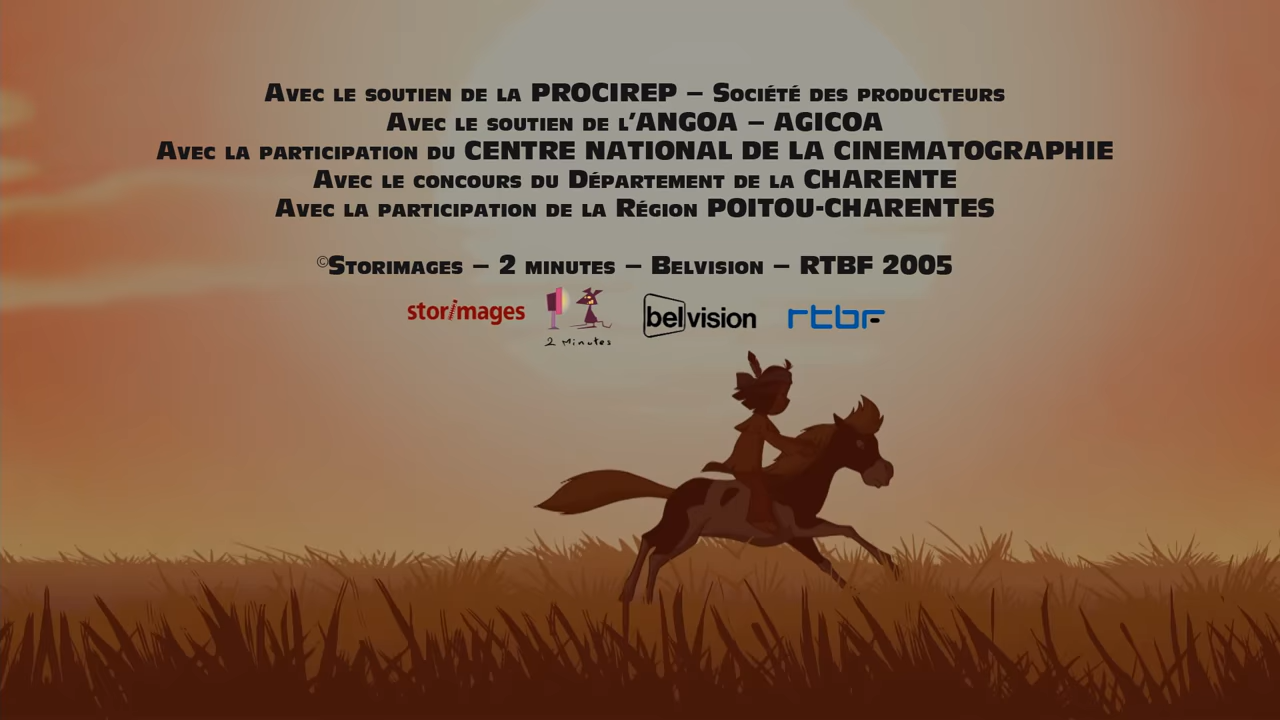 Avec le soutien de la PROCIREP – Société des producteurs
Avec le soutien de l'ANGOA – AGICOA
Avec la participation du CENTRE NATIONAL DE LA CINEMATOGRAPHIE
Avec le concours du Département de la CHARENTE
Avec la participation de la Région POITOU-CHARENTES
©Storimages – 2 minutes – Belvision – RTBF 2005
storimages
2 Minutes
belvision
rtbf